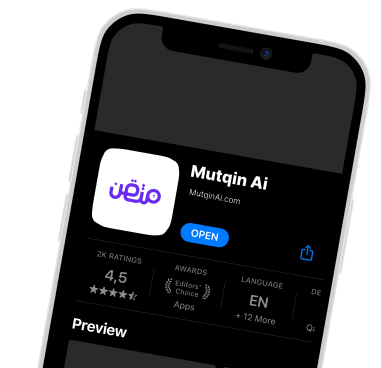 متقن
Mutqin Ai
MutqinAi.com
OPEN
2K RATINGS
4,5
AWARDS
Editors'
Choice
Apps
LANGUAGE
EN
+ 12 More
DE
Preview